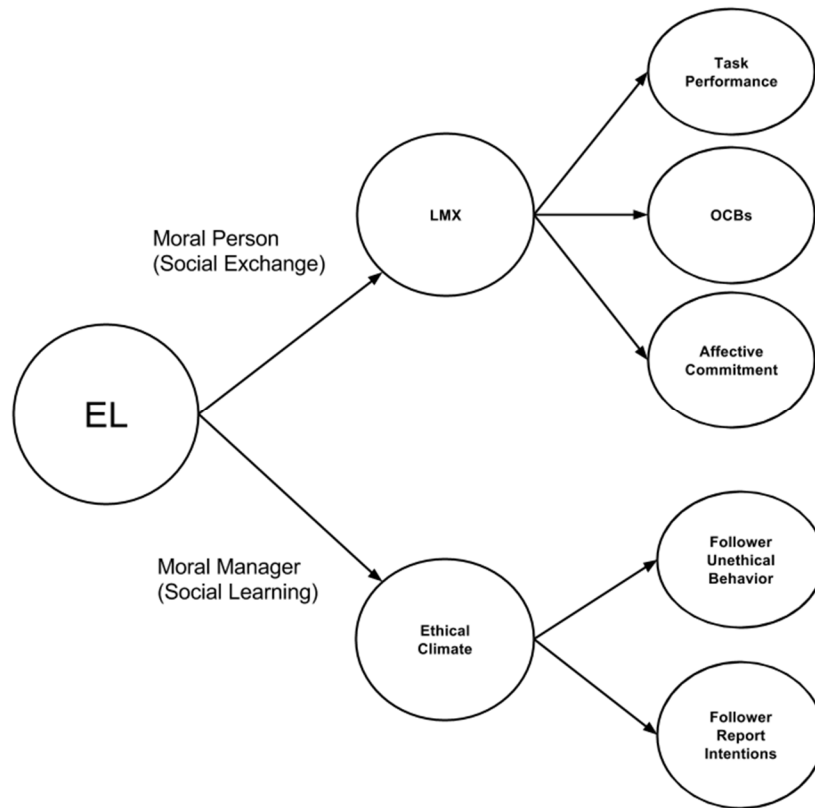 Task
Performance
LMX
OCBs
Moral Person
(Social Exchange)
Affective
Commitment
EL
Moral Manager
(Social Learning)
Follower
Unethical
Behavior
Ethical
Climate
Follower
Report
Intentions